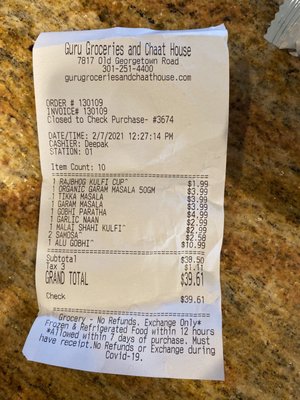 Guru Groceries and Chaat House
7817 Old Georgetown Road
301-251-4400
gurugroceriesandchaathouse.com
ORDER # 130109
INVOICE# 130109
Closed to Check Purchase- #3674
DATE/TIME: 2/7/2021 12:27:14 PM
CASHIER: Deepak
STATION: 01
Item Count: 10
1 RAJBHOG KULFI CUP^ $1.99
1 ORGANIC GARAM MASALA 50GM $3.99
1 TIKKA MASALA $3.99
1 GARAM MASALA $3.99
1 GOBHI PARATHA $4.99
1 GARLIC NAAN $2.99
1 MALAI SHAHI KULFI^ $2.99
2 SAMOSA^ $2.58
1 ALU GOBHI^ $10.99
Subtotal $38.50
Tax 3 $1.11
GRAND TOTAL $39.61
Check $39.61
Grocery - No Refunds. Exchange Only*
Frozen & Refrigerated Food within 12 hours
*Allowed within 7 days of purchase. Must
have receipt.No Refunds or Exchange during
Covid-19.